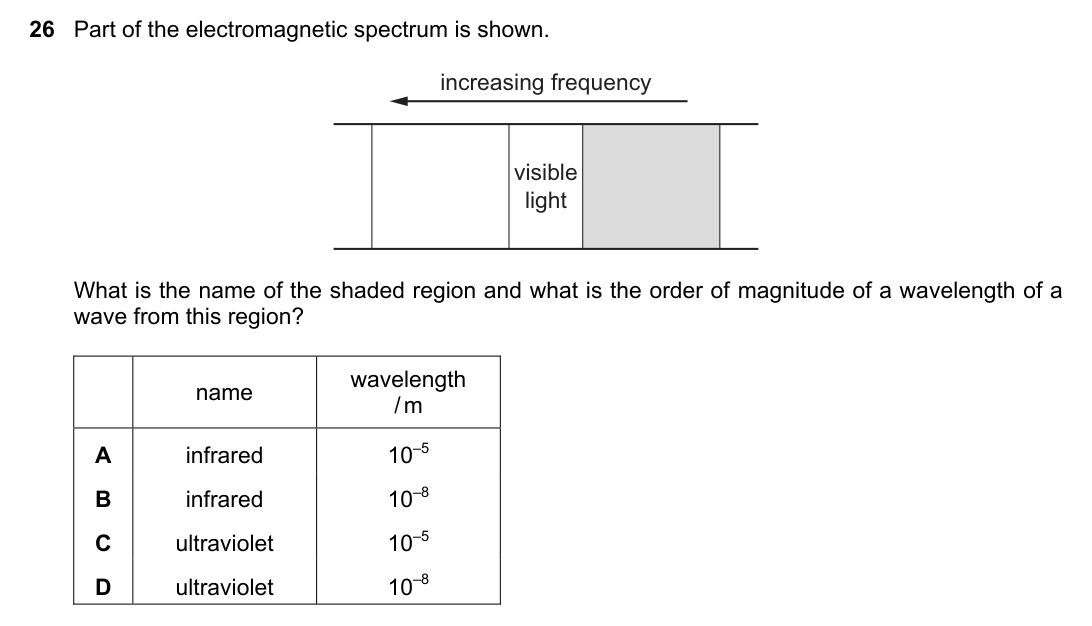 26 Part of the electromagnetic spectrum is shown.
increasing frequency
visible
light
What is the name of the shaded region and what is the order of magnitude of a wavelength of a
wave from this region?
name wavelength
/ m
A infrared 10⁻⁵
B infrared 10⁻⁸
C ultraviolet 10⁻⁵
D ultraviolet 10⁻⁸